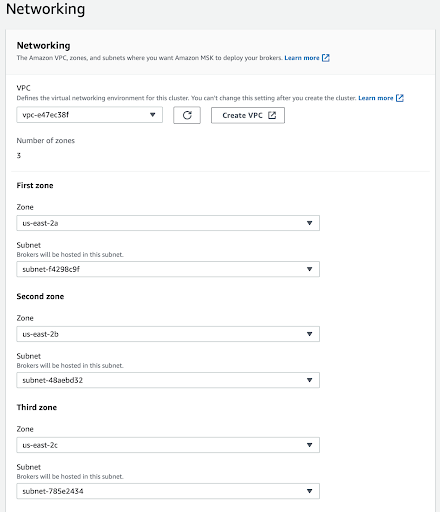 Networking
Networking
The Amazon VPC, zones, and subnets where you want Amazon MSK to deploy your brokers. Learn more
VPC
Defines the virtual networking environment for this cluster. You can't change this setting after you create the cluster. Learn more
vpc-e47ec38f
Create VPC
Number of zones
3
First zone
Zone
us-east-2a
Subnet
Brokers will be hosted in this subnet.
subnet-f4298c9f
Second zone
Zone
us-east-2b
Subnet
Brokers will be hosted in this subnet.
subnet-48aebd32
Third zone
Zone
us-east-2c
Subnet
Brokers will be hosted in this subnet.
subnet-785e2434